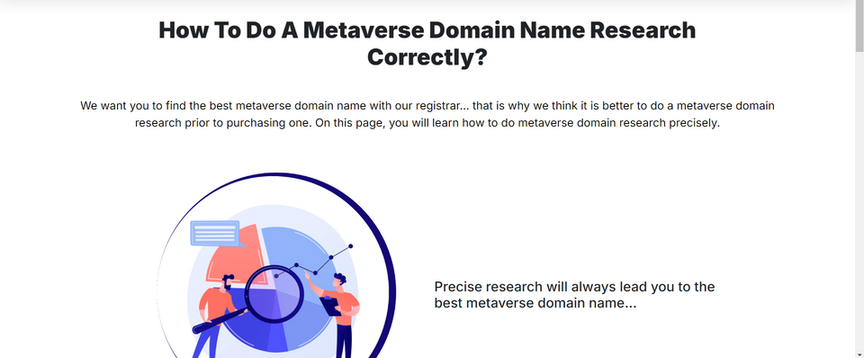 How To Do A Metaverse Domain Name Research
Correctly?
We want you to find the best metaverse domain name with our registrar... that is why we think it is better to do a metaverse domain
research prior to purchasing one. On this page, you will learn how to do metaverse domain research precisely.
Precise research will always lead you to the
best metaverse domain name...